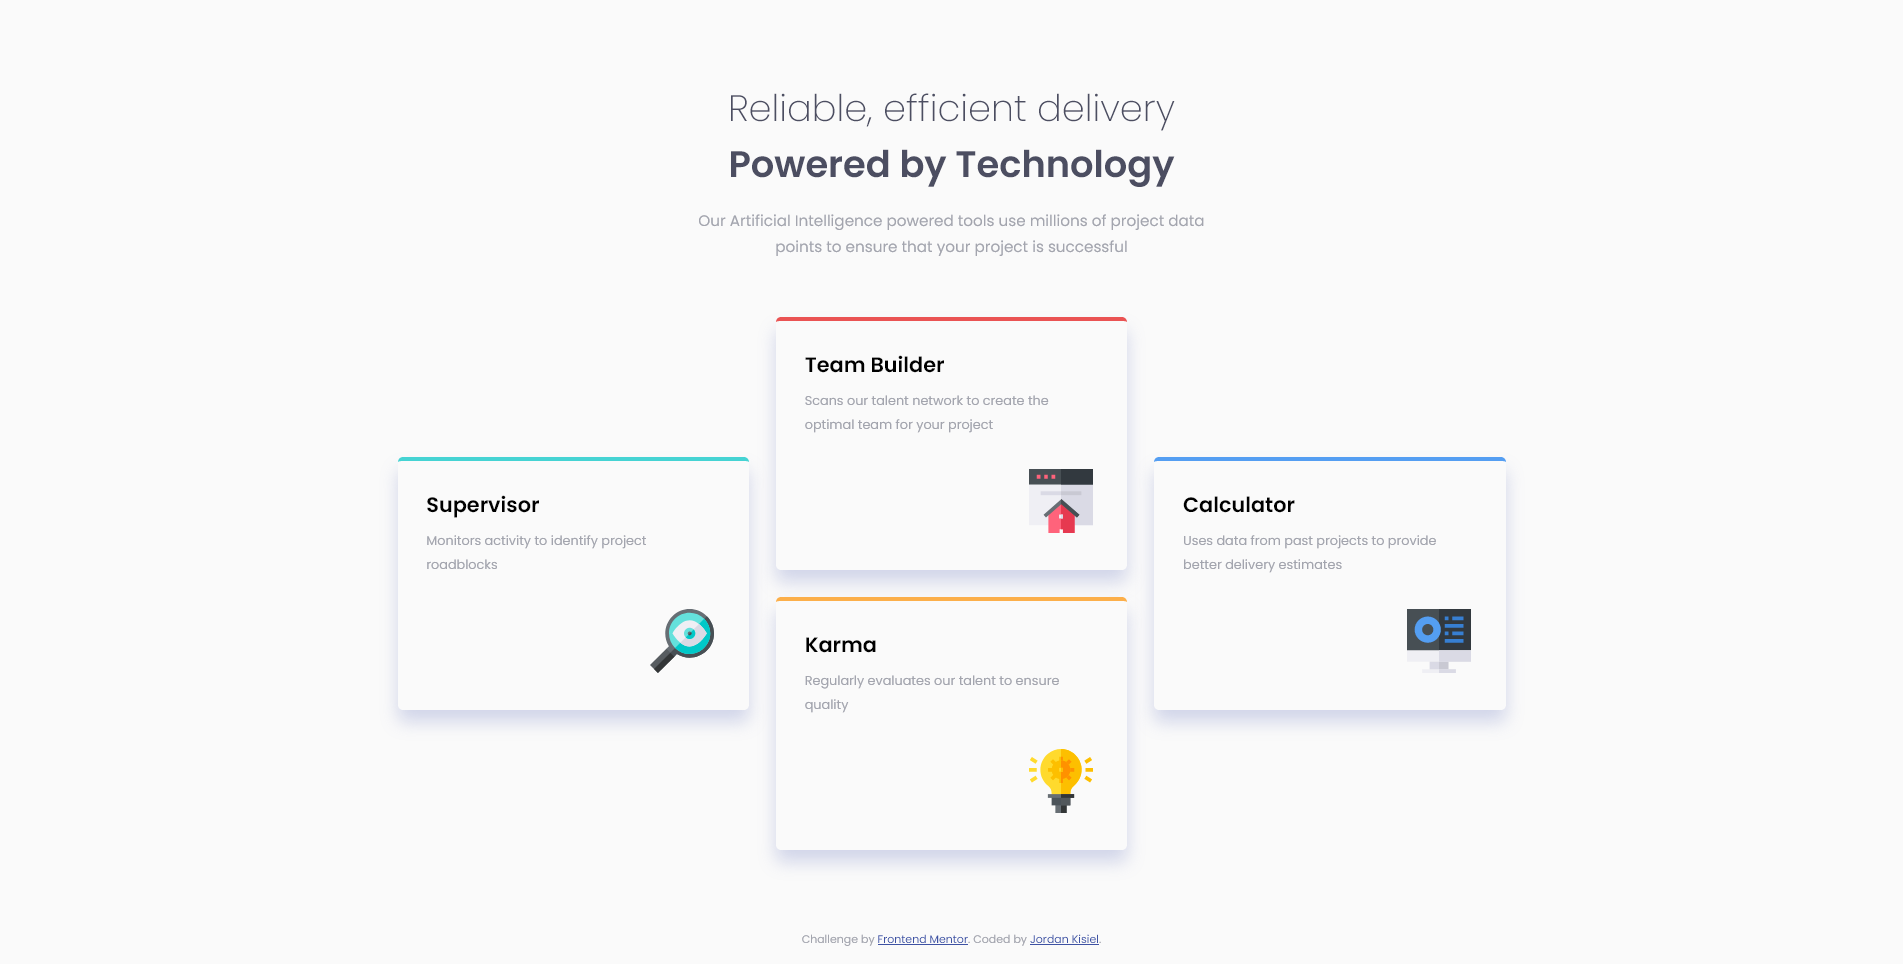 Reliable, efficient delivery
Powered by Technology
Our Artificial Intelligence powered tools use millions of project data
points to ensure that your project is successful
Team Builder
Scans our talent network to create the
optimal team for your project
Supervisor
Monitors activity to identify project
roadblocks
Calculator
Uses data from past projects to provide
better delivery estimates
Karma
Regularly evaluates our talent to ensure
quality
Challenge by Frontend Mentor. Coded by Jordan Kisiel.